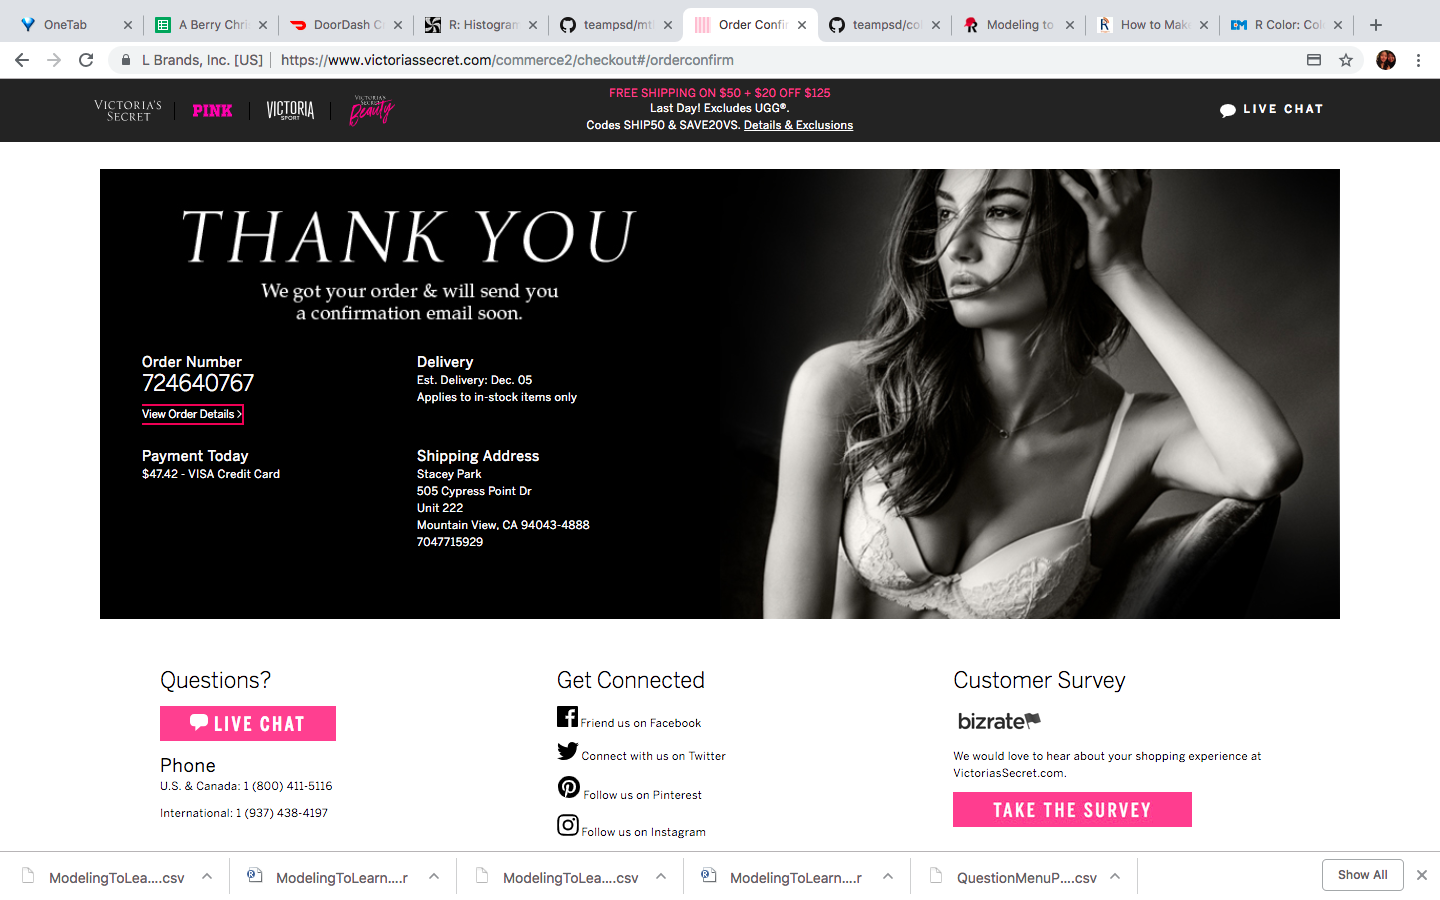 OneTab
A Berry Chri
DoorDash C
R: Histogram
teampsd/mt
Order Confir
teampsd/co
Modeling to
How to Make
R Color: Col
L Brands, Inc. [US]
https://www.victoriassecret.com/commerce2/checkout#/orderconfirm
VICTORIA'S
SECRET
PINK
VICTORIA
SPORT
VICTORIA'S
SECRET
Beauty
FREE SHIPPING ON $50 + $20 OFF $125
Last Day! Excludes UGG®.
Codes SHIP50 & SAVE20VS. Details & Exclusions
LIVE CHAT
THANK YOU
We got your order & will send you
a confirmation email soon.
Order Number
724640767
View Order Details >
Delivery
Est. Delivery: Dec. 05
Applies to in-stock items only
Payment Today
$47.42 - VISA Credit Card
Shipping Address
Stacey Park
505 Cypress Point Dr
Unit 222
Mountain View, CA 94043-4888
7047715929
Questions?
LIVE CHAT
Phone
U.S. & Canada: 1 (800) 411-5116
International: 1 (937) 438-4197
Get Connected
Friend us on Facebook
Connect with us on Twitter
Follow us on Pinterest
Follow us on Instagram
Customer Survey
bizrate
We would love to hear about your shopping experience at
VictoriasSecret.com.
TAKE THE SURVEY
ModelingToLea....csv
ModelingToLearn....r
ModelingToLea....csv
ModelingToLearn....r
QuestionMenuP....csv
Show All